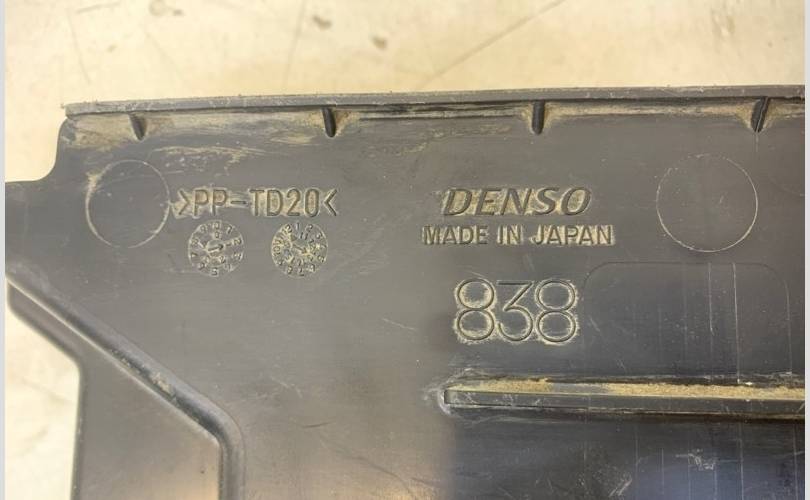 >PP-TD20<
DENSO
MADE IN JAPAN
838